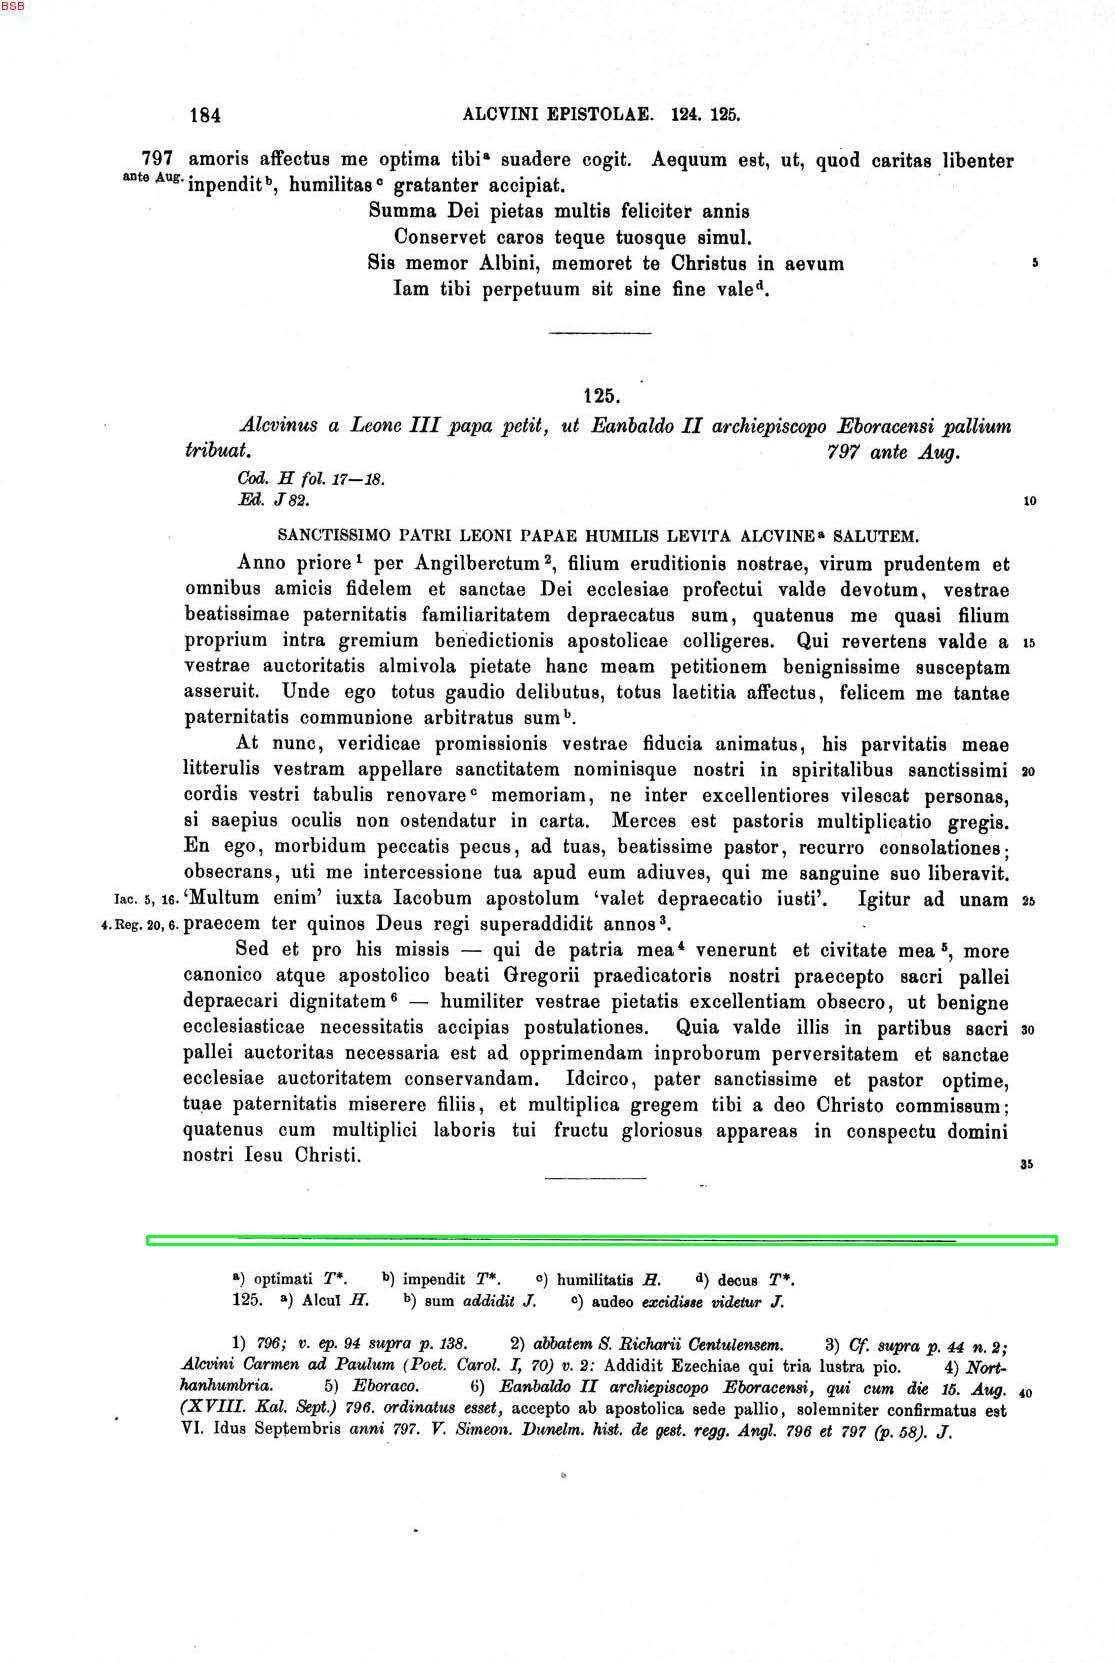 BSB
184 ALCVINI EPISTOLAE. 124. 125.
797 amoris affectus me optima tibiᵃ suadere cogit. Aequum est, ut, quod caritas libenter
ante Aug. inpenditᵇ, humilitasᶜ gratanter accipiat.
Summa Dei pietas multis feliciter annis
Conservet caros teque tuosque simul.
Sis memor Albini, memoret te Christus in aevum 5
Iam tibi perpetuum sit sine fine valeᵈ.
125.
Alcvinus a Leone III papa petit, ut Eanbaldo II archiepiscopo Eboracensi pallium
tribuat. 797 ante Aug.
Cod. H fol. 17—18.
Ed. J 82. 10
SANCTISSIMO PATRI LEONI PAPAE HUMILIS LEVITA ALCVINEᵃ SALUTEM.
Anno priore¹ per Angilberctum², filium eruditionis nostrae, virum prudentem et
omnibus amicis fidelem et sanctae Dei ecclesiae profectui valde devotum, vestrae
beatissimae paternitatis familiaritatem depraecatus sum, quatenus me quasi filium
proprium intra gremium benedictionis apostolicae colligeres. Qui revertens valde a 15
vestrae auctoritatis almivola pietate hanc meam petitionem benignissime susceptam
asseruit. Unde ego totus gaudio delibutus, totus laetitia affectus, felicem me tantae
paternitatis communione arbitratus sumᵇ.
At nunc, veridicae promissionis vestrae fiducia animatus, his parvitatis meae
litterulis vestram appellare sanctitatem nominisque nostri in spiritalibus sanctissimi 20
cordis vestri tabulis renovareᶜ memoriam, ne inter excellentiores vilescat personas,
si saepius oculis non ostendatur in carta. Merces est pastoris multiplicatio gregis.
En ego, morbidum peccatis pecus, ad tuas, beatissime pastor, recurro consolationes;
obsecrans, uti me intercessione tua apud eum adiuves, qui me sanguine suo liberavit.
Iac. 5, 16. ‘Multum enim’ iuxta Iacobum apostolum ‘valet depraecatio iusti’. Igitur ad unam 25
4. Reg. 20, 6. praecem ter quinos Deus regi superaddidit annos³.
Sed et pro his missis — qui de patria mea⁴ venerunt et civitate mea⁵, more
canonico atque apostolico beati Gregorii praedicatoris nostri praecepto sacri pallei
depraecari dignitatem⁶ — humiliter vestrae pietatis excellentiam obsecro, ut benigne
ecclesiasticae necessitatis accipias postulationes. Quia valde illis in partibus sacri 30
pallei auctoritas necessaria est ad opprimendam inproborum perversitatem et sanctae
ecclesiae auctoritatem conservandam. Idcirco, pater sanctissime et pastor optime,
tuae paternitatis miserere filiis, et multiplica gregem tibi a deo Christo commissum;
quatenus cum multiplici laboris tui fructu gloriosus appareas in conspectu domini
nostri Iesu Christi. 35
ᵃ) optimati T*. ᵇ) impendit T*. ᶜ) humilitatis H. ᵈ) decus T*.
125. ᵃ) Alcul H. ᵇ) sum addidit J. ᶜ) audeo excidisse videtur J.
1) 796; v. ep. 94 supra p. 138. 2) abbatem S. Richarii Centulensem. 3) Cf. supra p. 44 n. 2;
Alcvini Carmen ad Paulum (Poet. Carol. I, 70) v. 2: Addidit Ezechiae qui tria lustra pio. 4) Nort-
hanhumbria. 5) Eboraco. 6) Eanbaldo II archiepiscopo Eboracensi, qui cum die 15. Aug. 40
(XVIII. Kal. Sept.) 796. ordinatus esset, accepto ab apostolica sede pallio, solemniter confirmatus est
VI. Idus Septembris anni 797. V. Simeon. Dunelm. hist. de gest. regg. Angl. 796 et 797 (p. 58). J.